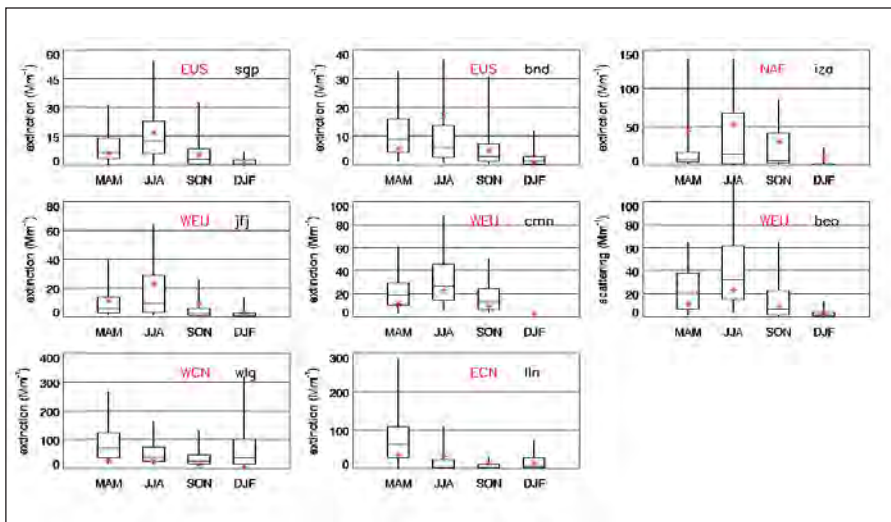 60
45
30
15
0
extinction (Mm⁻¹)
EUS sgp
MAM JJA SON DJF
40
30
20
10
0
extinction (Mm⁻¹)
EUS bnd
MAM JJA SON DJF
150
100
50
0
extinction (Mm⁻¹)
NAF izo
MAM JJA SON DJF
80
60
40
20
0
extinction (Mm⁻¹)
WEU jfj
MAM JJA SON DJF
100
80
60
40
20
0
extinction (Mm⁻¹)
WEU cmn
MAM JJA SON DJF
100
80
60
40
20
0
scattering (Mm⁻¹)
WEU beo
MAM JJA SON DJF
400
300
200
100
0
extinction (Mm⁻¹)
WCN wlg
MAM JJA SON DJF
300
200
100
0
extinction (Mm⁻¹)
ECN lln
MAM JJA SON DJF